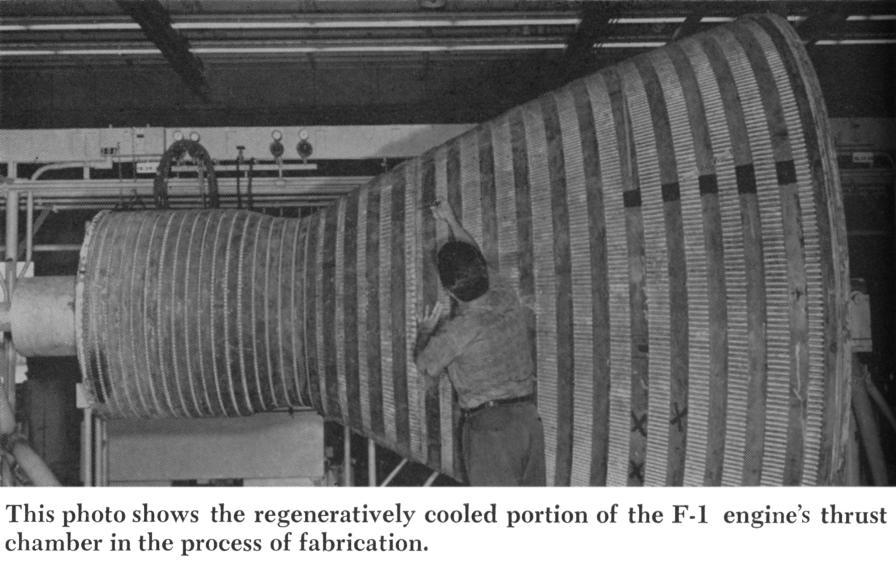 This photo shows the regeneratively cooled portion of the F-1 engine's thrust
chamber in the process of fabrication.